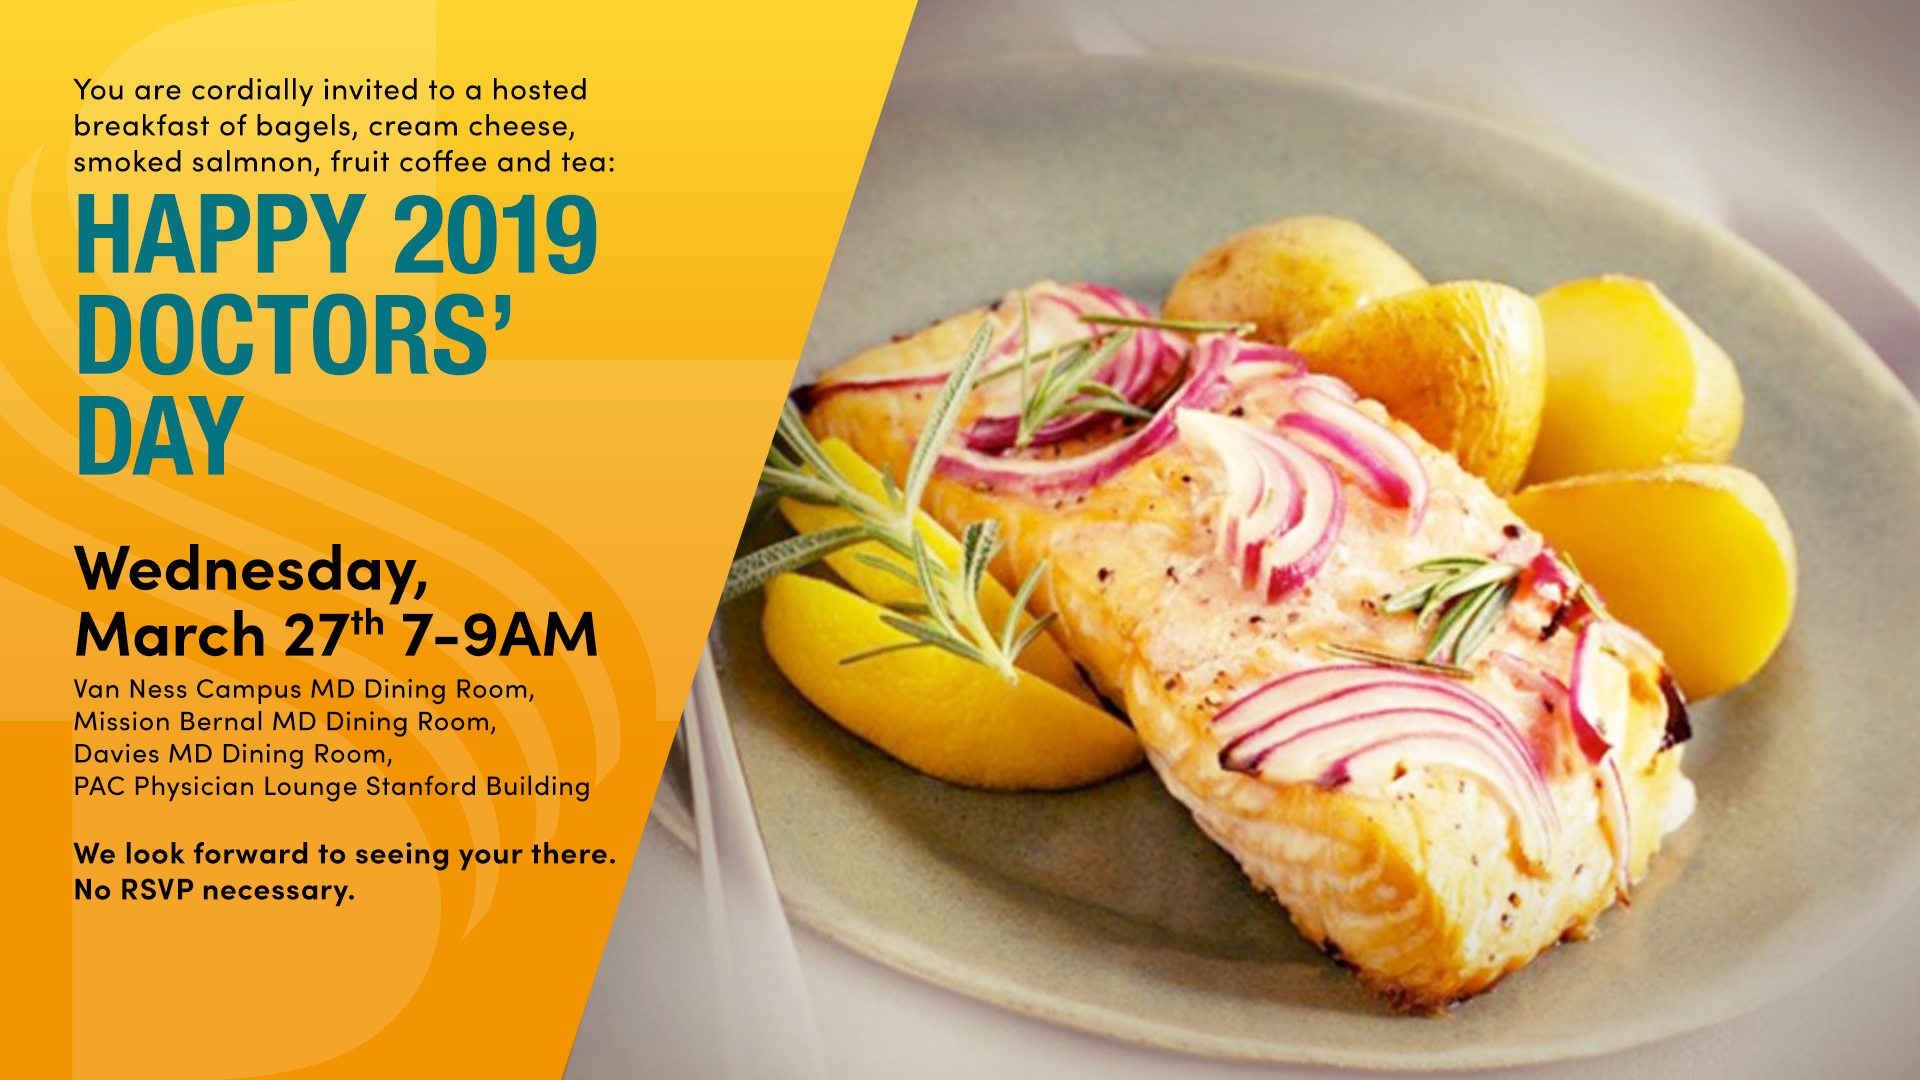 You are cordially invited to a hosted
breakfast of bagels, cream cheese,
smoked salmnon, fruit coffee and tea:
HAPPY 2019
DOCTORS’
DAY
Wednesday,
March 27th 7-9AM
Van Ness Campus MD Dining Room,
Mission Bernal MD Dining Room,
Davies MD Dining Room,
PAC Physician Lounge Stanford Building
We look forward to seeing your there.
No RSVP necessary.